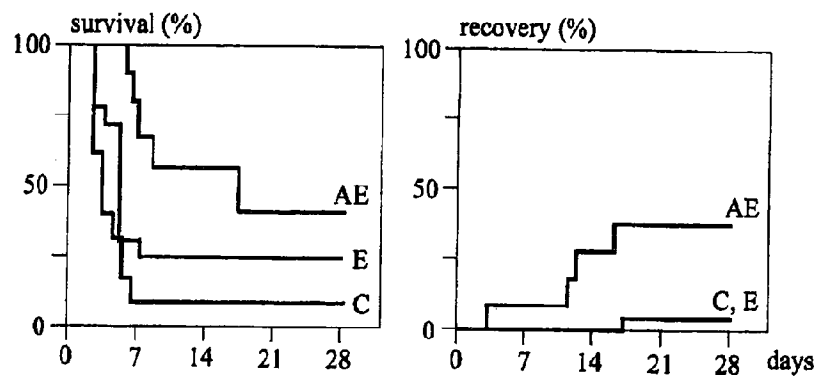 survival (%)
100
50
0
AE
E
C
0 7 14 21 28
recovery (%)
100
50
0
AE
C, E
0 7 14 21 28 days